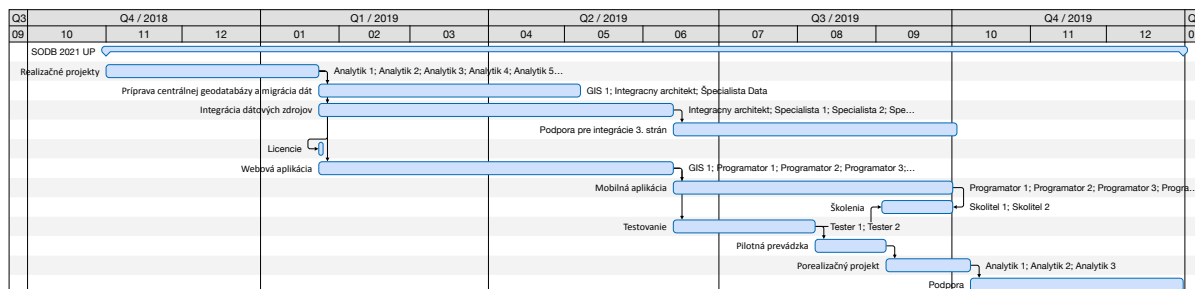 Q3 Q4 / 2018 Q1 / 2019 Q2 / 2019 Q3 / 2019 Q4 / 2019 Q
09 10 11 12 01 02 03 04 05 06 07 08 09 10 11 12 0
SODB 2021 UP
Realizačné projekty Analytik 1; Analytik 2; Analytik 3; Analytik 4; Analytik 5…
Príprava centrálnej geodatabázy a migrácia dát GIS 1; Integracny architekt; Špecialista Data
Integrácia dátových zdrojov Integracny architekt; Specialista 1; Specialista 2; Spe…
Podpora pre integrácie 3. strán
Licencie
Webová aplikácia GIS 1; Programator 1; Programator 2; Programator 3;…
Mobilná aplikácia Programator 1; Programator 2; Programator 3; Progra…
Školenia Skolitel 1; Skolitel 2
Testovanie Tester 1; Tester 2
Pilotná prevádzka
Porealizačný projekt Analytik 1; Analytik 2; Analytik 3
Podpora